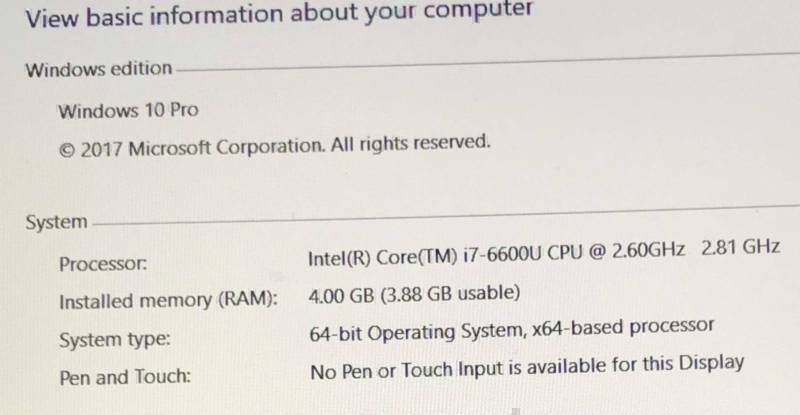 View basic information about your computer
Windows edition
Windows 10 Pro
© 2017 Microsoft Corporation. All rights reserved.
System
Processor: Intel(R) Core(TM) i7-6600U CPU @ 2.60GHz 2.81 GHz
Installed memory (RAM): 4.00 GB (3.88 GB usable)
System type: 64-bit Operating System, x64-based processor
Pen and Touch: No Pen or Touch Input is available for this Display